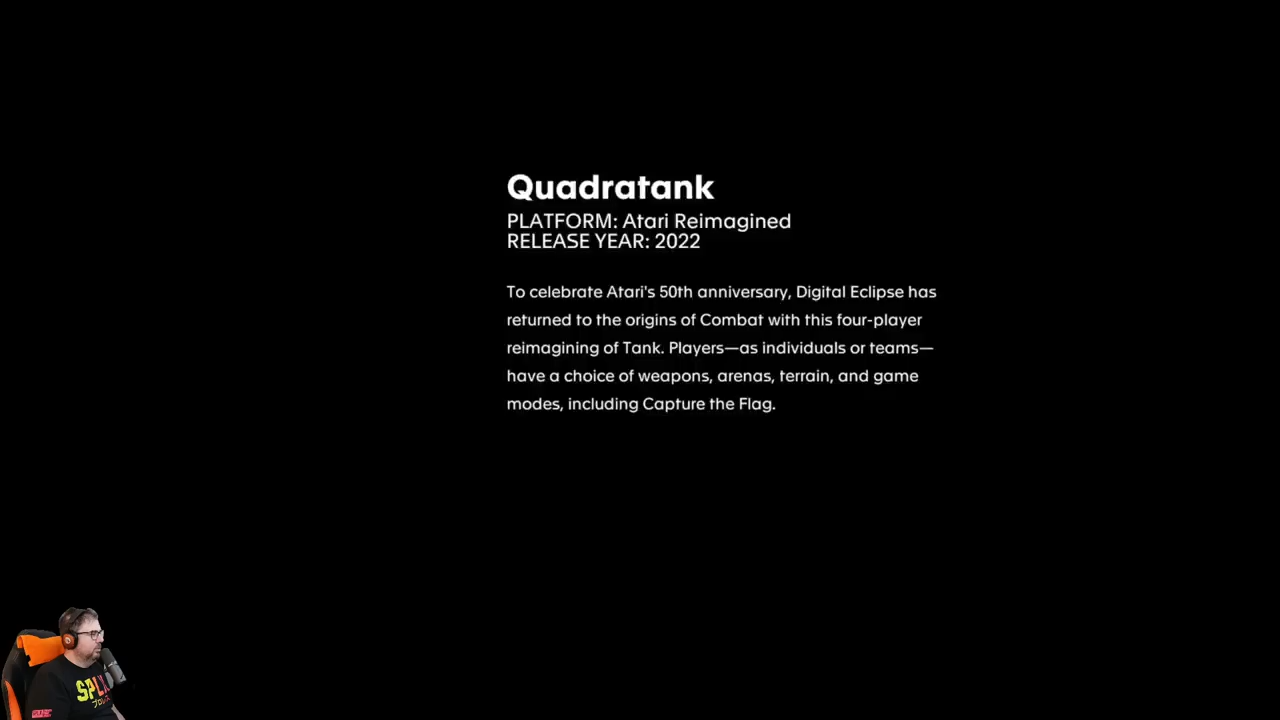 Quadratank
PLATFORM: Atari Reimagined
RELEASE YEAR: 2022
To celebrate Atari's 50th anniversary, Digital Eclipse has
returned to the origins of Combat with this four-player
reimagining of Tank. Players—as individuals or teams—
have a choice of weapons, arenas, terrain, and game
modes, including Capture the Flag.